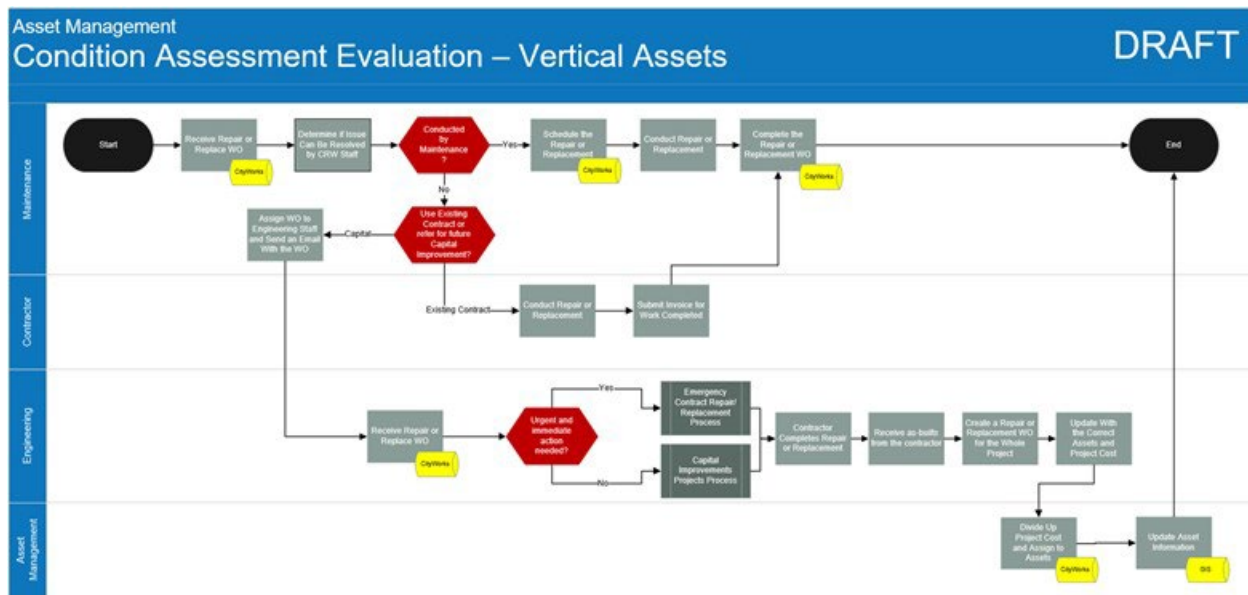 Asset Management
Condition Assessment Evaluation – Vertical Assets
DRAFT
Maintenance
Start
Receive Repair or
Replace WO
CityWorks
Determine if Issue
Can Be Resolved
by CRW Staff
Conducted
by
Maintenance
?
Yes
Schedule the
Repair or
Replacement
CityWorks
Conduct Repair or
Replacement
Complete the
Repair or
Replacement WO
CityWorks
End
No
Assign WO to
Engineering Staff
and Send an Email
With the WO
Capital
Use Existing
Contract or
refer for future
Capital
Improvement?
Contractor
Existing Contract
Conduct Repair or
Replacement
Submit Invoice for
Work Completed
Engineering
Receive Repair or
Replace WO
CityWorks
Urgent and
immediate
action
needed?
Yes
No
Emergency
Contract Repair/
Replacement
Process
Capital
Improvements
Projects Process
Contractor
Completes Repair
or Replacement
Receive as-builts
from the contractor
Create a Repair or
Replacement WO
for the Whole
Project
Update With
the Correct
Assets and
Project Cost
Asset
Management
Divide Up
Project Cost
and Assign to
Assets
CityWorks
Update Asset
Information
GIS